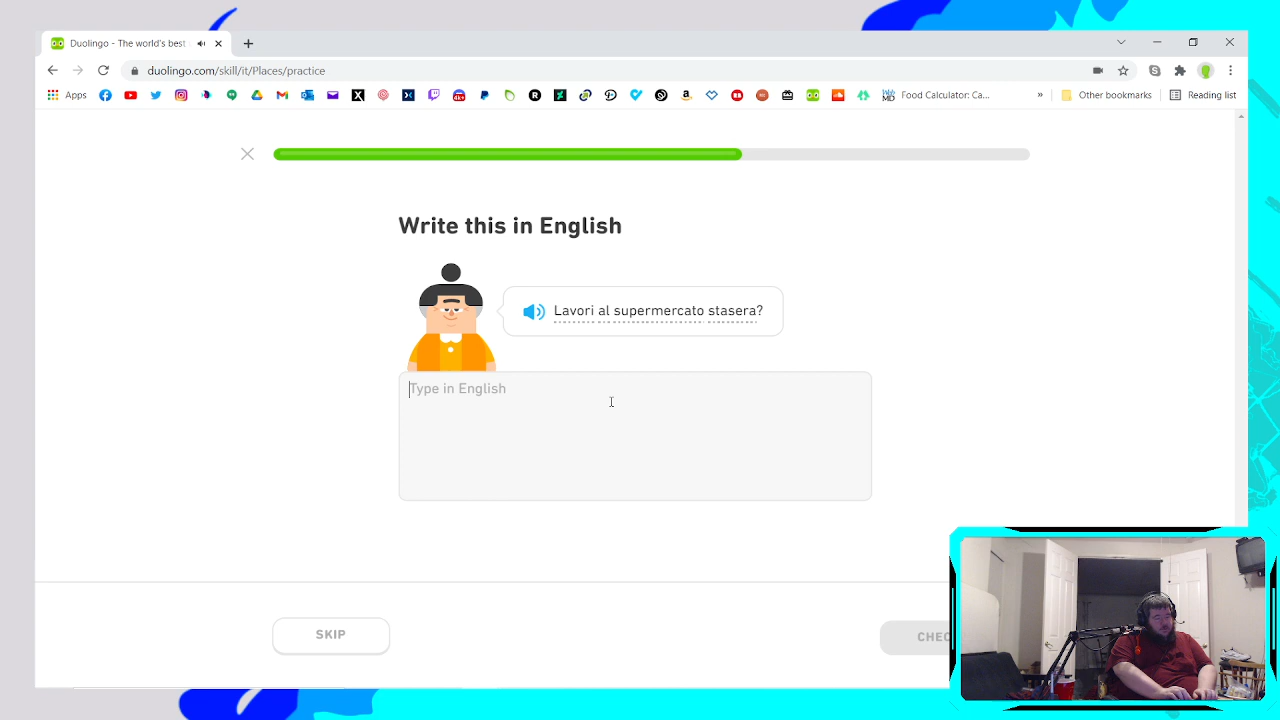 Duolingo - The world's best
duolingo.com/skill/it/Places/practice
Apps
Food Calculator: Ca...
»
Other bookmarks
Reading list
Write this in English
Lavori al supermercato stasera?
Type in English
SKIP
CHEC